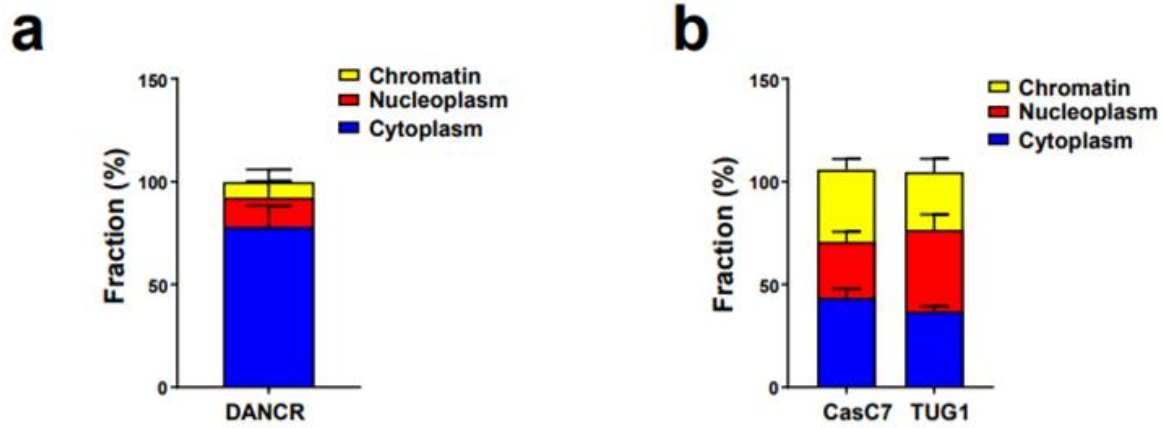 a
Fraction (%)
150
100
50
0
Chromatin
Nucleoplasm
Cytoplasm
DANCR
b
Fraction (%)
150
100
50
0
Chromatin
Nucleoplasm
Cytoplasm
CasC7 TUG1